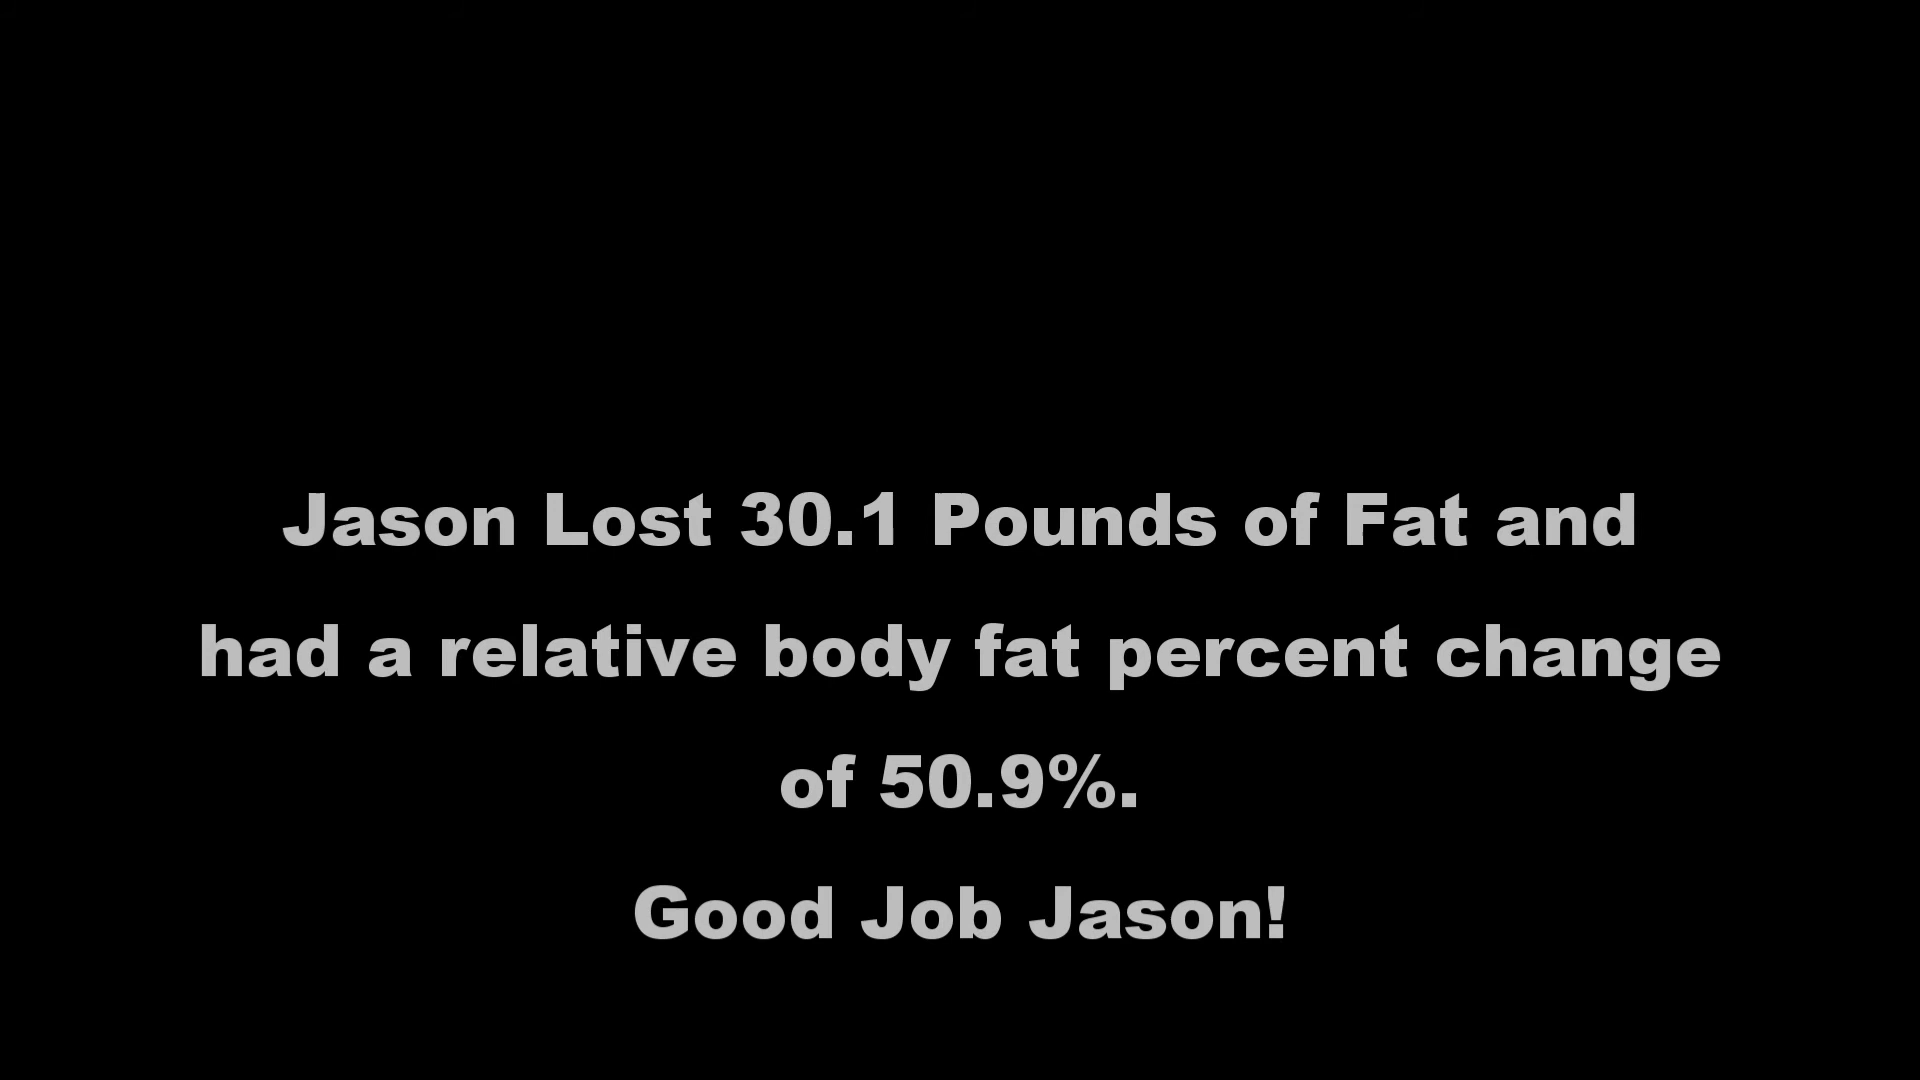 Jason Lost 30.1 Pounds of Fat and
had a relative body fat percent change
of 50.9%.
Good Job Jason!